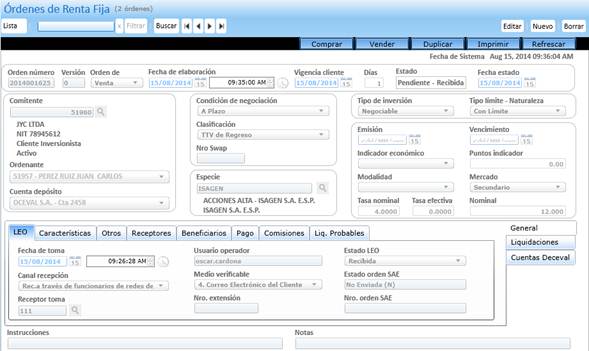 Órdenes de Renta Fija (2 órdenes)
Lista x Filtrar Buscar Editar Nuevo Borrar
Comprar Vender Duplicar Imprimir Refrescar
Fecha de Sistema Aug 15, 2014 09:36:04 AM
Orden número Versión Orden de Fecha de elaboración Vigencia cliente Días Estado Fecha estado
2014001625 0 Venta 15/08/2014 15 09:35:00 AM 15/08/2014 15 1 Pendiente - Recibida 15/08/2014 15
Comitente Condición de negociación Tipo de inversión Tipo límite - Naturaleza
51960 A Plazo Negociable Con Límite
JYC LTDA
NIT 78945612
Cliente Inversionista
Activo
Clasificación
TTV de Regreso
Nro Swap
Emisión Vencimiento
15 15
Indicador económico Puntos indicador
0.00
Ordenante
51957 - PEREZ RUIZ JUAN CARLOS
Especie
ISAGEN
Modalidad Mercado
Secundario
Cuenta depósito
OCEVAL S.A. - Cta 2458
ACCIONES ALTA - ISAGEN S.A. E.S.P.
ISAGEN S.A. E.S.P.
Tasa nominal Tasa efectiva Nominal
4.0000 0.0000 12.000
LEO Características Otros Receptores Beneficiarios Pago Comisiones Liq. Probables
General
Liquidaciones
Cuentas Deceval
Fecha de toma Usuario operador Estado LEO
15/08/2014 15 09:26:28 AM oscar.cardona Recibida
Canal recepción Medio verificable Estado orden SAE
Rec.a través de funcionarios de redes de 4. Correo Electrónico del Cliente No Enviada (N)
Receptor toma Nro. extensión Nro. orden SAE
111
Instrucciones Notas